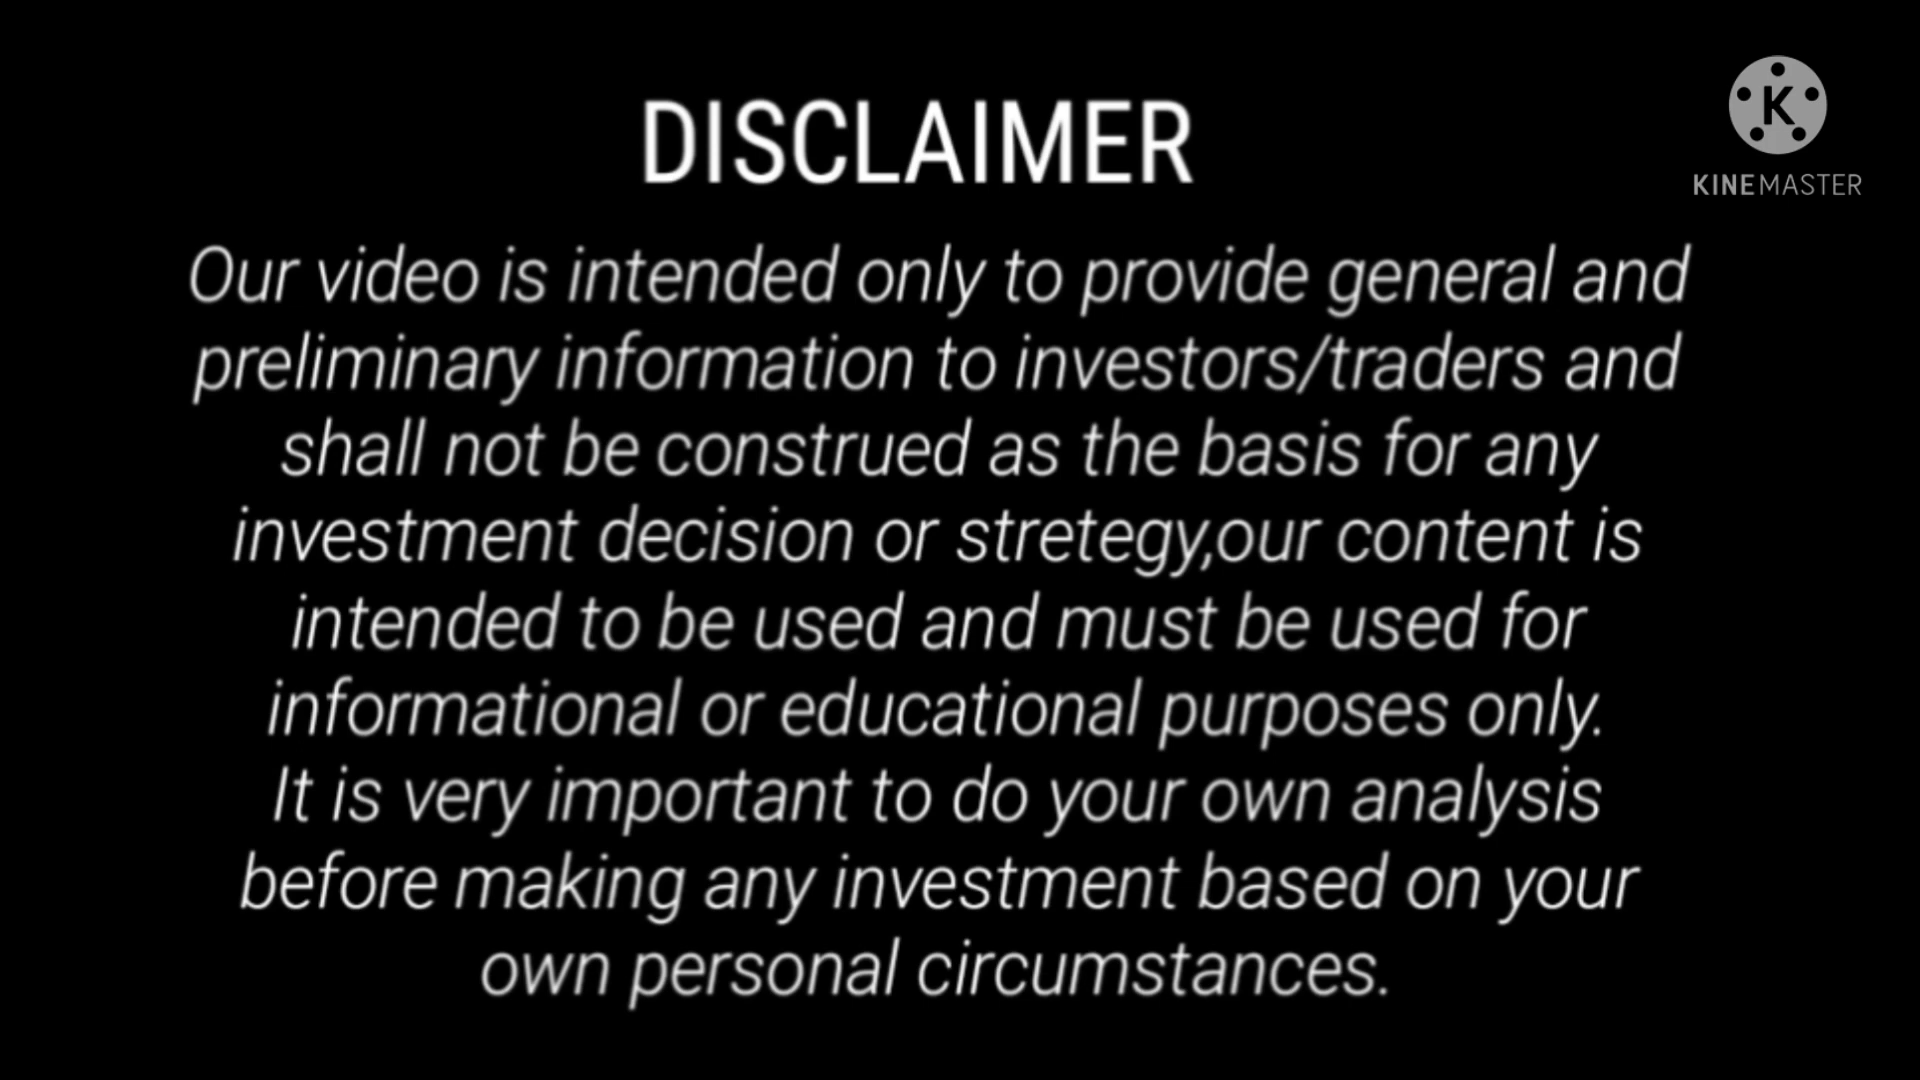 DISCLAIMER
K
KINEMASTER
Our video is intended only to provide general and
preliminary information to investors/traders and
shall not be construed as the basis for any
investment decision or stretegy,our content is
intended to be used and must be used for
informational or educational purposes only.
It is very important to do your own analysis
before making any investment based on your
own personal circumstances.